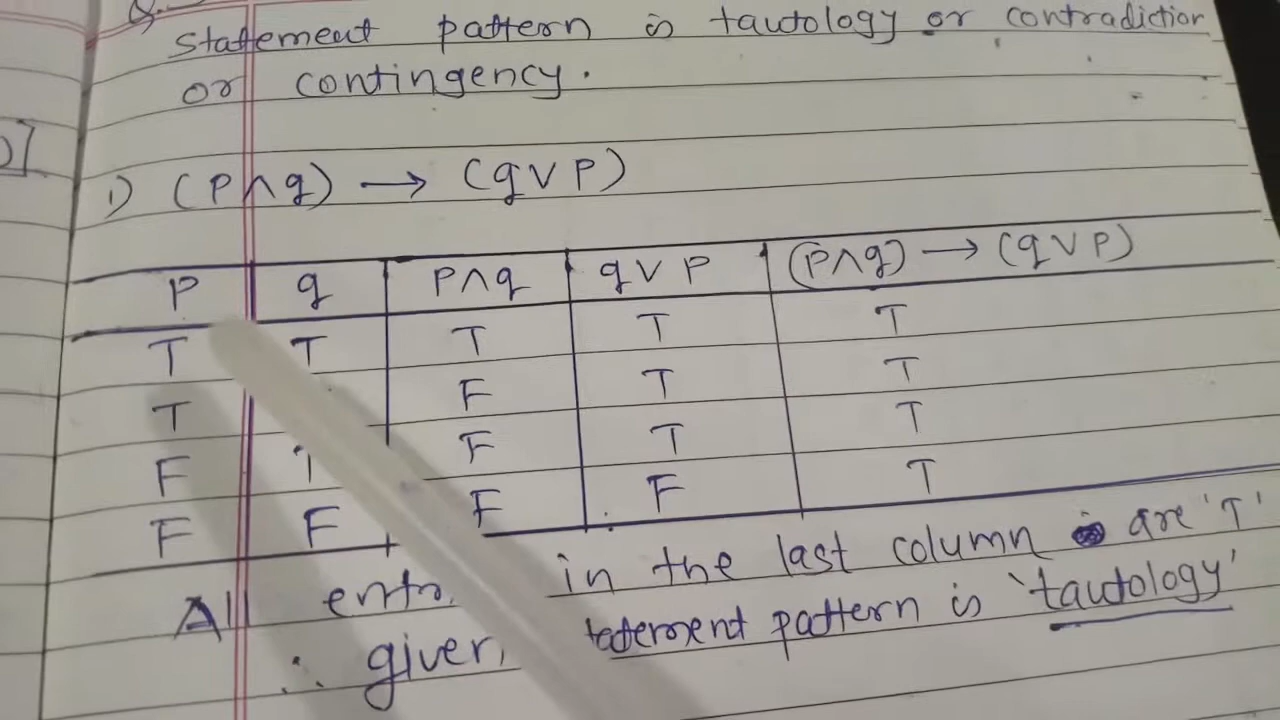 Q.
statement pattern is tautology or contradiction
or contingency.
1) (p∧q) → (q∨p)
p q p∧q q∨p (p∧q) → (q∨p)
T T T T T
T F T T
F T F T T
F F F F T
All in the last column are 'T'
∴ given pattern is 'tautology'